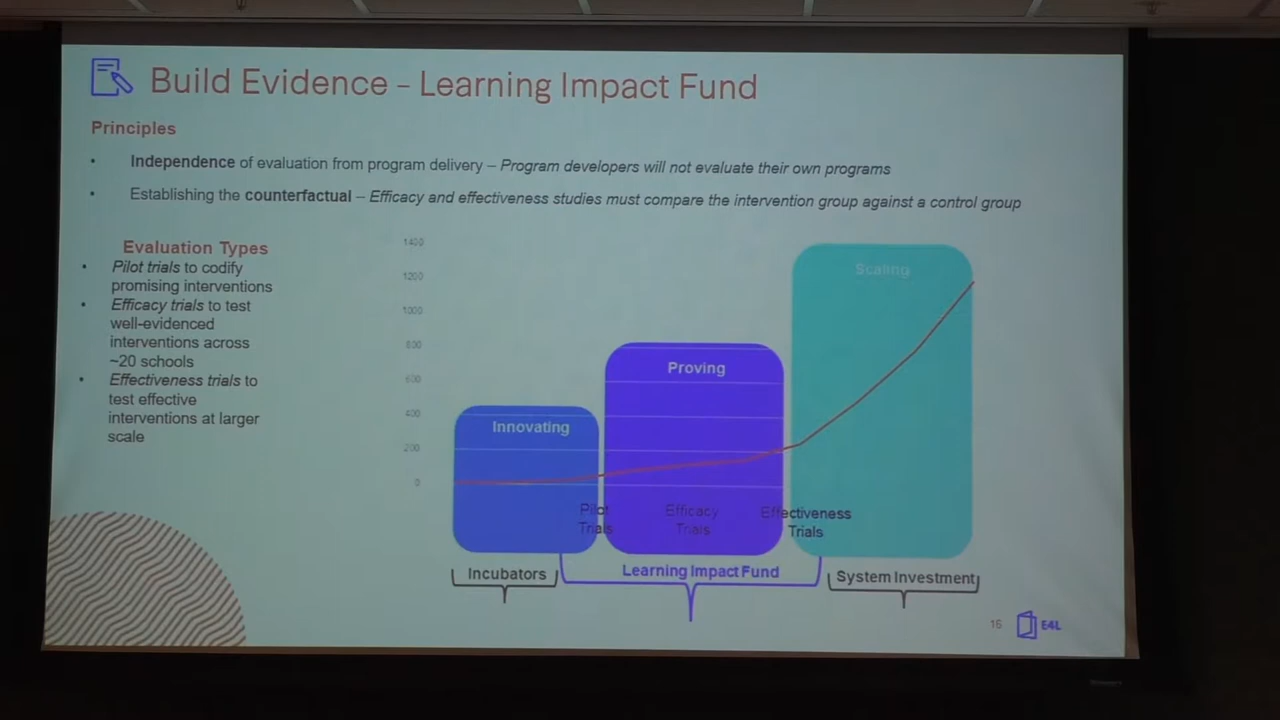 Build Evidence – Learning Impact Fund
Principles
• Independence of evaluation from program delivery – Program developers will not evaluate their own programs
• Establishing the counterfactual – Efficacy and effectiveness studies must compare the intervention group against a control group
Evaluation Types
• Pilot trials to codify
promising interventions
• Efficacy trials to test
well-evidenced
interventions across
~20 schools
• Effectiveness trials to
test effective
interventions at larger
scale
1400
1200
1000
800
600
400
200
0
Innovating
Proving
Scaling
Pilot
Trials
Efficacy
Trials
Effectiveness
Trials
Incubators
Learning Impact Fund
System Investment
16
E4L